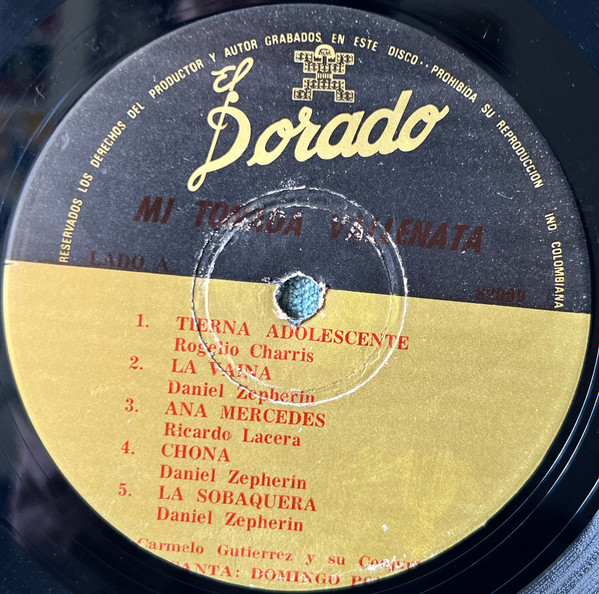 RESERVADOS LOS DERECHOS DEL PRODUCTOR Y AUTOR GRABADOS EN ESTE DISCO.. PROHIBIDA SU REPRODUCCION IND COLOMBIANA
El Dorado
MI TONADA VALLENATA
LADO A
1. TIERNA ADOLESCENTE
Rogelio Charris
2. LA VAINA
Daniel Zepherin
3. ANA MERCEDES
Ricardo Lacera
4. CHONA
Daniel Zepherin
5. LA SOBAQUERA
Daniel Zepherin
Carmelo Gutierrez y su
CANTA: DOMINGO